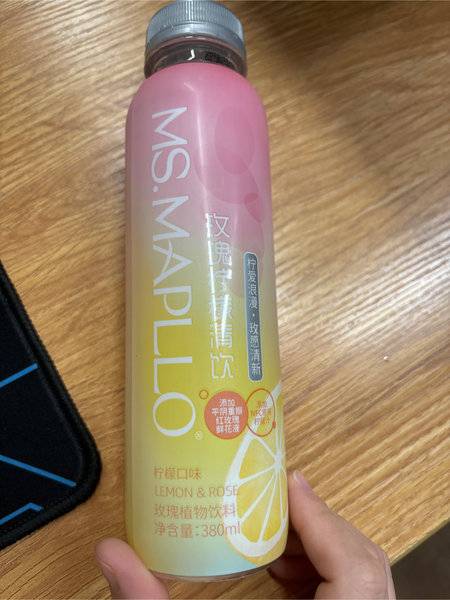 MS.MAPLLO®
玫瑰柠檬清饮
柠爱浪漫·玫感清新
添加
平阴重瓣
红玫瑰
鲜花液
柠檬口味
LEMON & ROSE
玫瑰植物饮料
净含量:380ml